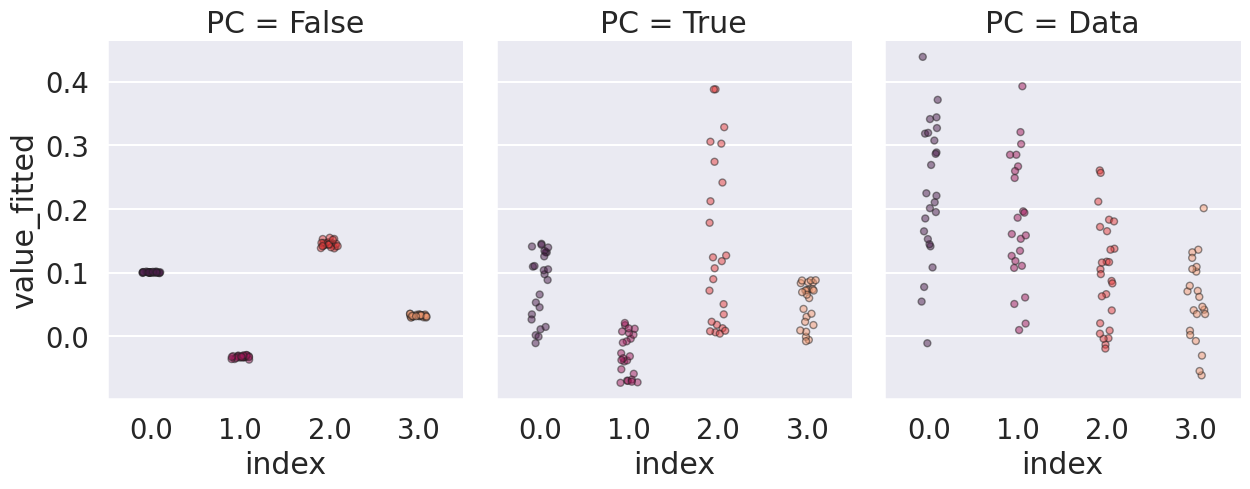 PC = False
PC = True
PC = Data
value_fitted
0.4
0.3
0.2
0.1
0.0
0.0 1.0 2.0 3.0
0.0 1.0 2.0 3.0
0.0 1.0 2.0 3.0
index
index
index